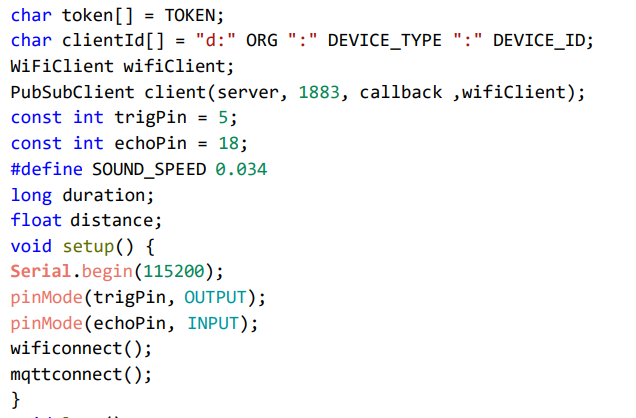 char token[] = TOKEN;
char clientId[] = "d:" ORG ":" DEVICE_TYPE ":" DEVICE_ID;
WiFiClient wifiClient;
PubSubClient client(server, 1883, callback ,wifiClient);
const int trigPin = 5;
const int echoPin = 18;
#define SOUND_SPEED 0.034
long duration;
float distance;
void setup() {
Serial.begin(115200);
pinMode(trigPin, OUTPUT);
pinMode(echoPin, INPUT);
wificonnect();
mqttconnect();
}